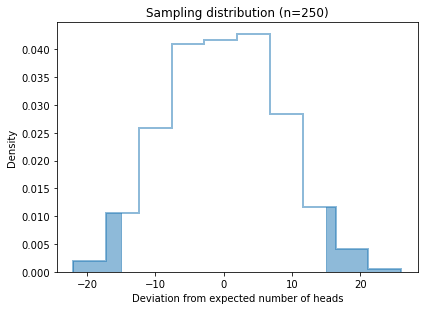 Sampling distribution (n=250)
Density
0.040
0.035
0.030
0.025
0.020
0.015
0.010
0.005
0.000
−20 −10 0 10 20
Deviation from expected number of heads